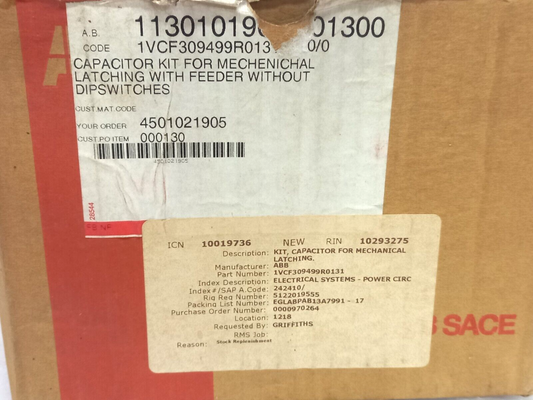 A.B.
CODE 1VCF309499R013 0/0
CAPACITOR KIT FOR MECHENICHAL
LATCHING WITH FEEDER WITHOUT
DIPSWITCHES
CUST.MAT.CODE
YOUR ORDER 4501021905
CUST.PO ITEM 000130
4501021905
28544
ICN 10019736 NEW RIN 10293275
Description: KIT, CAPACITOR FOR MECHANICAL
LATCHING.
Manufacturer: ABB
Part Number: 1VCF309499R0131
Index Description: ELECTRICAL SYSTEMS - POWER CIRC
Index#/SAP A.Code: 242410/
Rig Req Number: 5122019555
Packing List Number: EGLABPAB13A7991 - 17
Purchase Order Number: 0000970264
Location: 1218
Requested By: GRIFFITHS
RMS Job:
Reason: Stock Replenishment
SACE